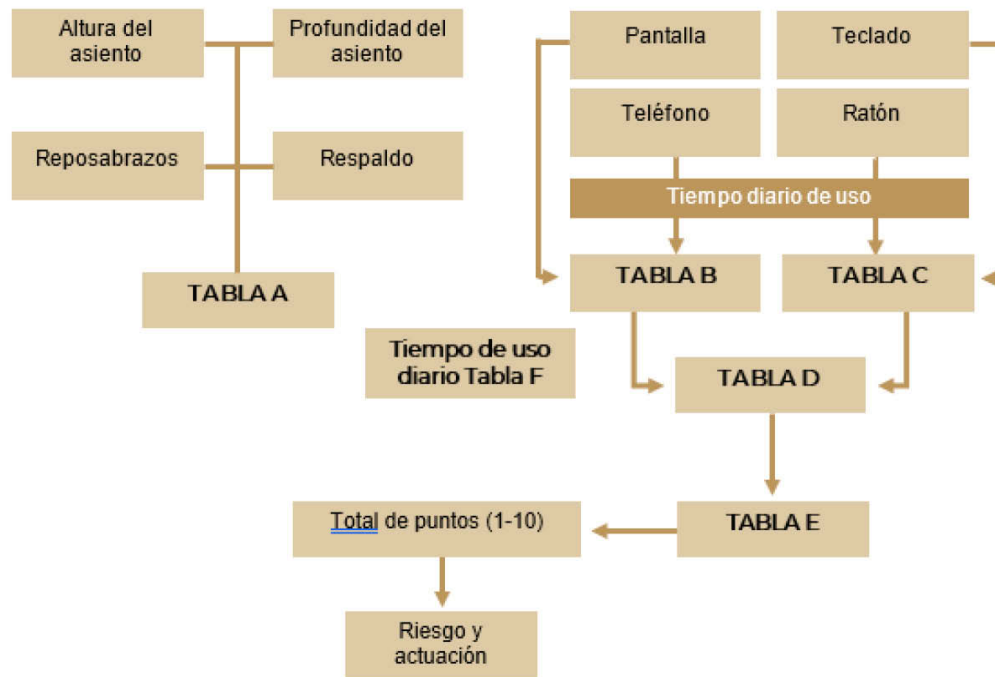 Altura del
asiento
Profundidad del
asiento
Pantalla
Teclado
Reposabrazos
Respaldo
Teléfono
Ratón
Tiempo diario de uso
TABLA A
TABLA B
TABLA C
Tiempo de uso
diario Tabla F
TABLA D
Total de puntos (1-10)
TABLA E
Riesgo y
actuación